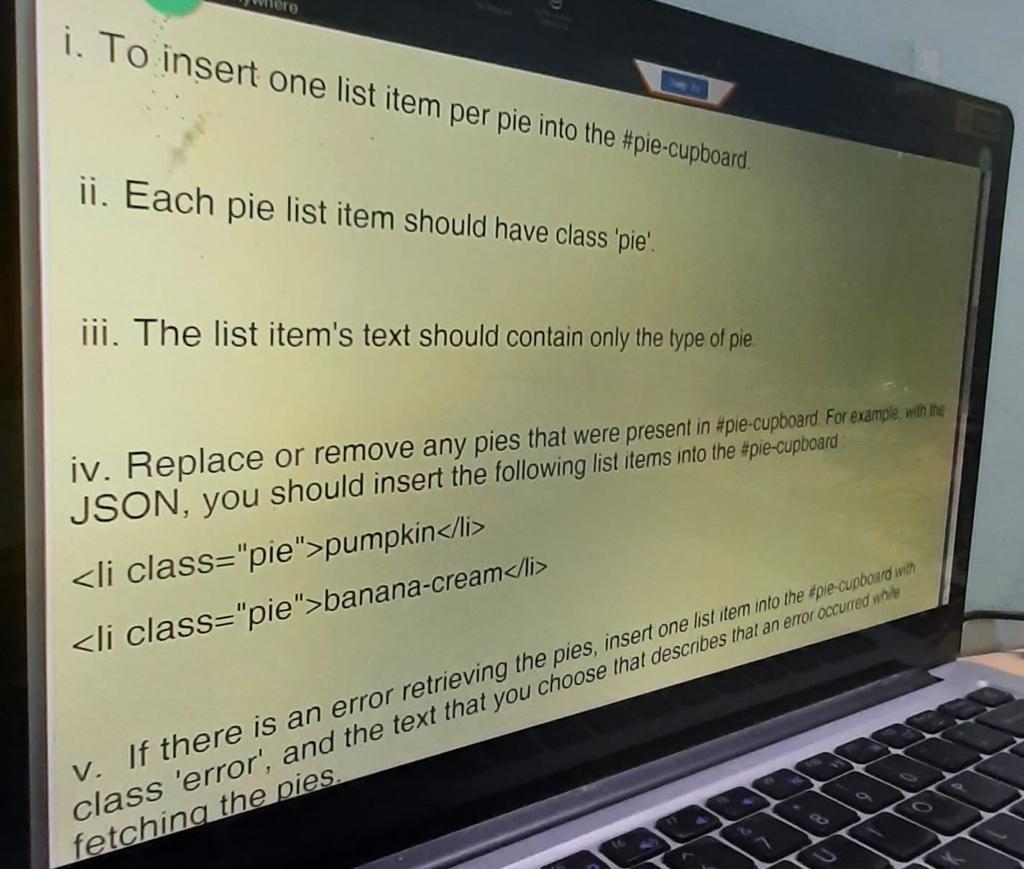 i. To insert one list item per pie into the #pie-cupboard.
ii. Each pie list item should have class 'pie'.
iii. The list item's text should contain only the type of pie.
iv. Replace or remove any pies that were present in #pie-cupboard. For example, with the
JSON, you should insert the following list items into the #pie-cupboard :
<li class="pie">pumpkin</li>
<li class="pie">banana-cream</li>
v. If there is an error retrieving the pies, insert one list item into the #pie-cupboard with
class 'error', and the text that you choose that describes that an error occurred while
fetching the pies.